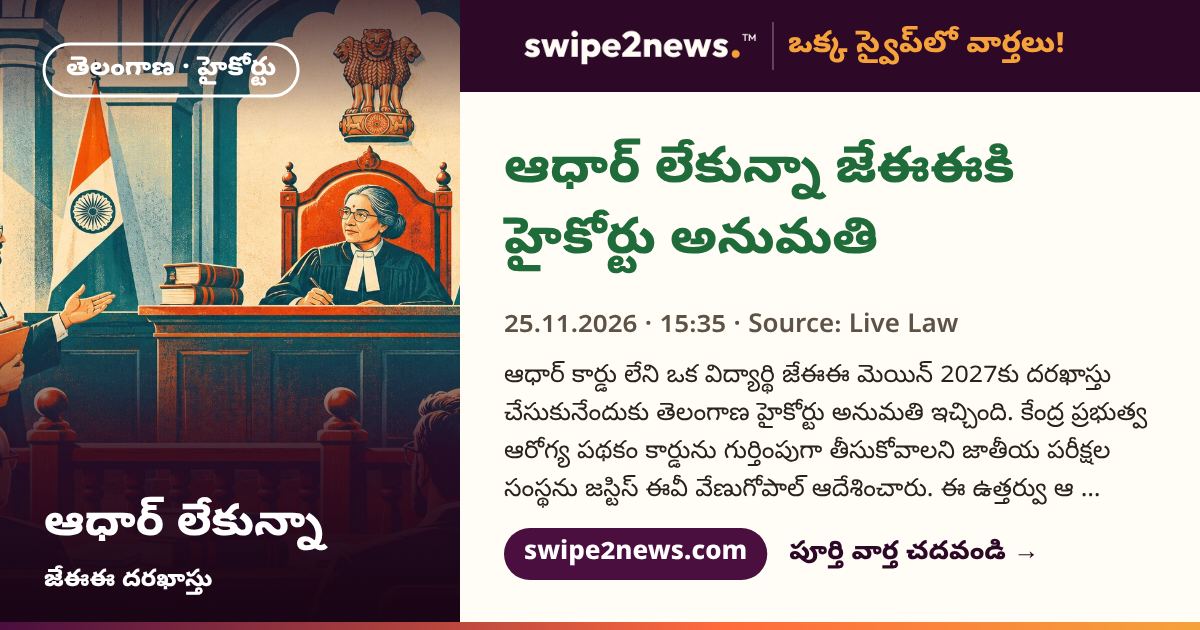 తెలంగాణ · హైకోర్టు
ఆధార్ లేకున్నా
జేఈఈ దరఖాస్తు
swipe2news.™ | ఒక్క స్వైప్‌లో వార్తలు!
ఆధార్ లేకున్నా జేఈఈకి
హైకోర్టు అనుమతి
25.11.2026 · 15:35 · Source: Live Law
ఆధార్ కార్డు లేని ఒక విద్యార్థి జేఈఈ మెయిన్ 2027కు దరఖాస్తు
చేసుకునేందుకు తెలంగాణ హైకోర్టు అనుమతి ఇచ్చింది. కేంద్ర ప్రభుత్వ
ఆరోగ్య పథకం కార్డును గుర్తింపుగా తీసుకోవాలని జాతీయ పరీక్షల
సంస్థను జస్టిస్ ఈవీ వేణుగోపాల్ ఆదేశించారు. ఈ ఉత్తర్వు ఆ ...
swipe2news.com పూర్తి వార్త చదవండి →